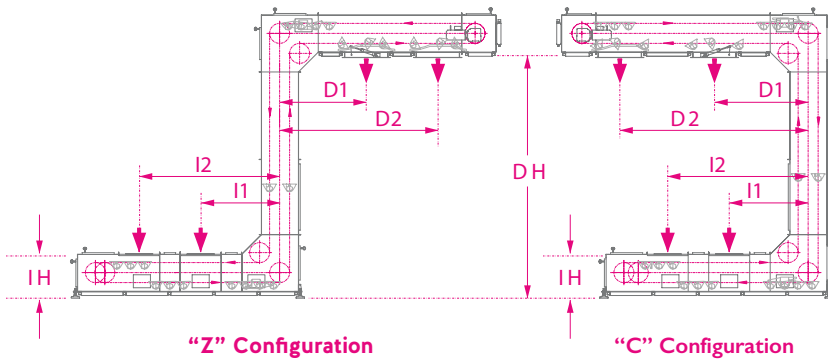 D1
D1
D2
D2
DH
I2
I2
I1
I1
IH
IH
“Z” Configuration
“C” Configuration